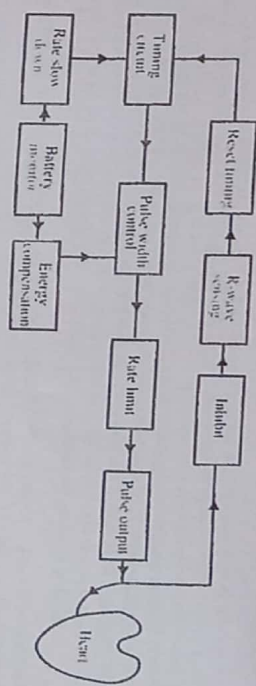 Reset timing
R-wave
sensing
Inhibit
Timing
circuit
Pulse width
control
Rate limit
Pulse output
Heart
Rate slow
down
Battery
monitor
Energy
compensation